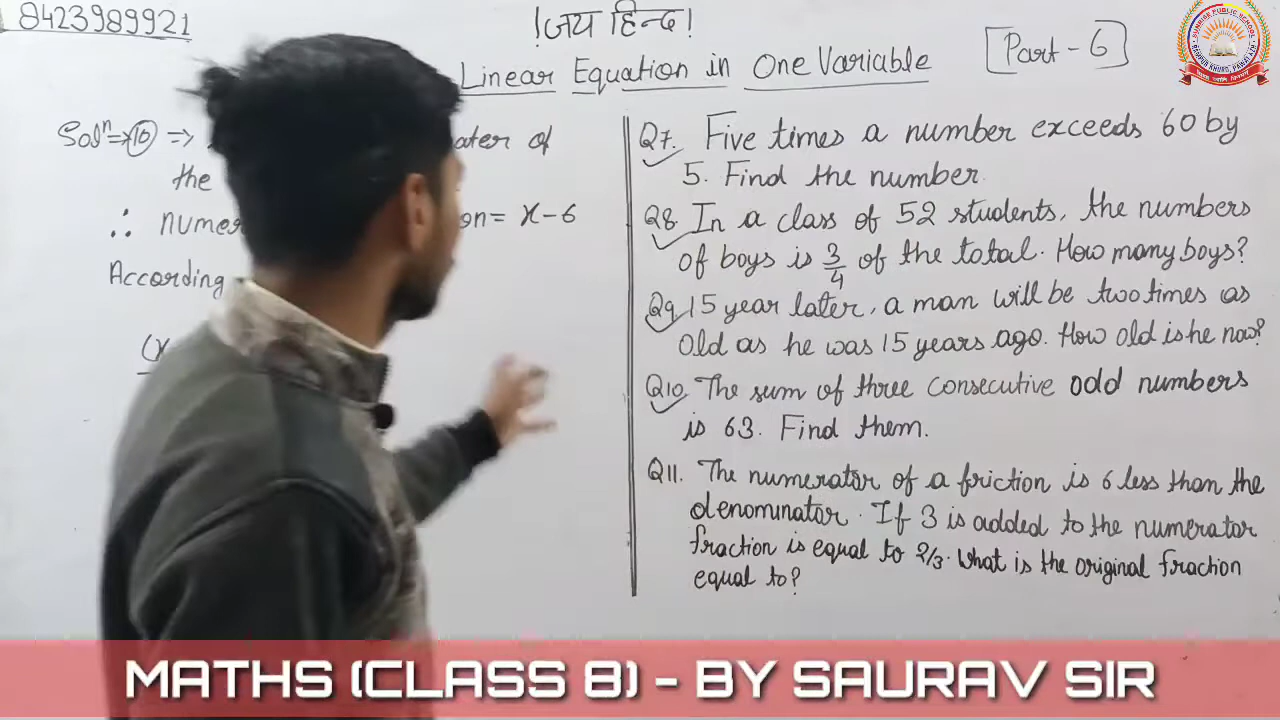 8423989921
!जय हिन्द!
Linear Equation in One Variable
[Part-6]
Solⁿ⇒ 10 ⇒ of
the
∴ = x-6
According
(x
Q7. Five times a number exceeds 60 by
5. Find the number.
Q8 In a class of 52 students, the numbers
of boys is 3/4 of the total. How many boys?
Q9 15 year later, a man will be two times as
old as he was 15 years ago. How old is he now?
Q10 The sum of three consecutive odd numbers
is 63. Find them.
Q11. The numerator of a friction is 6 less than the
denominator. If 3 is added to the numerator
fraction is equal to 2/3. What is the original fraction
equal to?
SUNRISE PUBLIC SCHOOL
MATHS (CLASS 8) - BY SAURAV SIR